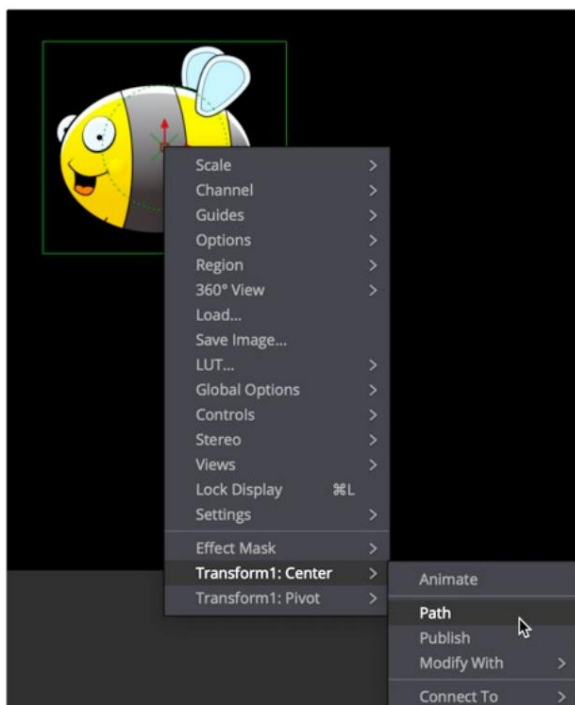 Scale
Channel
Guides
Options
Region
360° View
Load...
Save Image...
LUT...
Global Options
Controls
Stereo
Views
Lock Display ⌘L
Settings
Effect Mask
Transform1: Center
Transform1: Pivot
Animate
Path
Publish
Modify With
Connect To